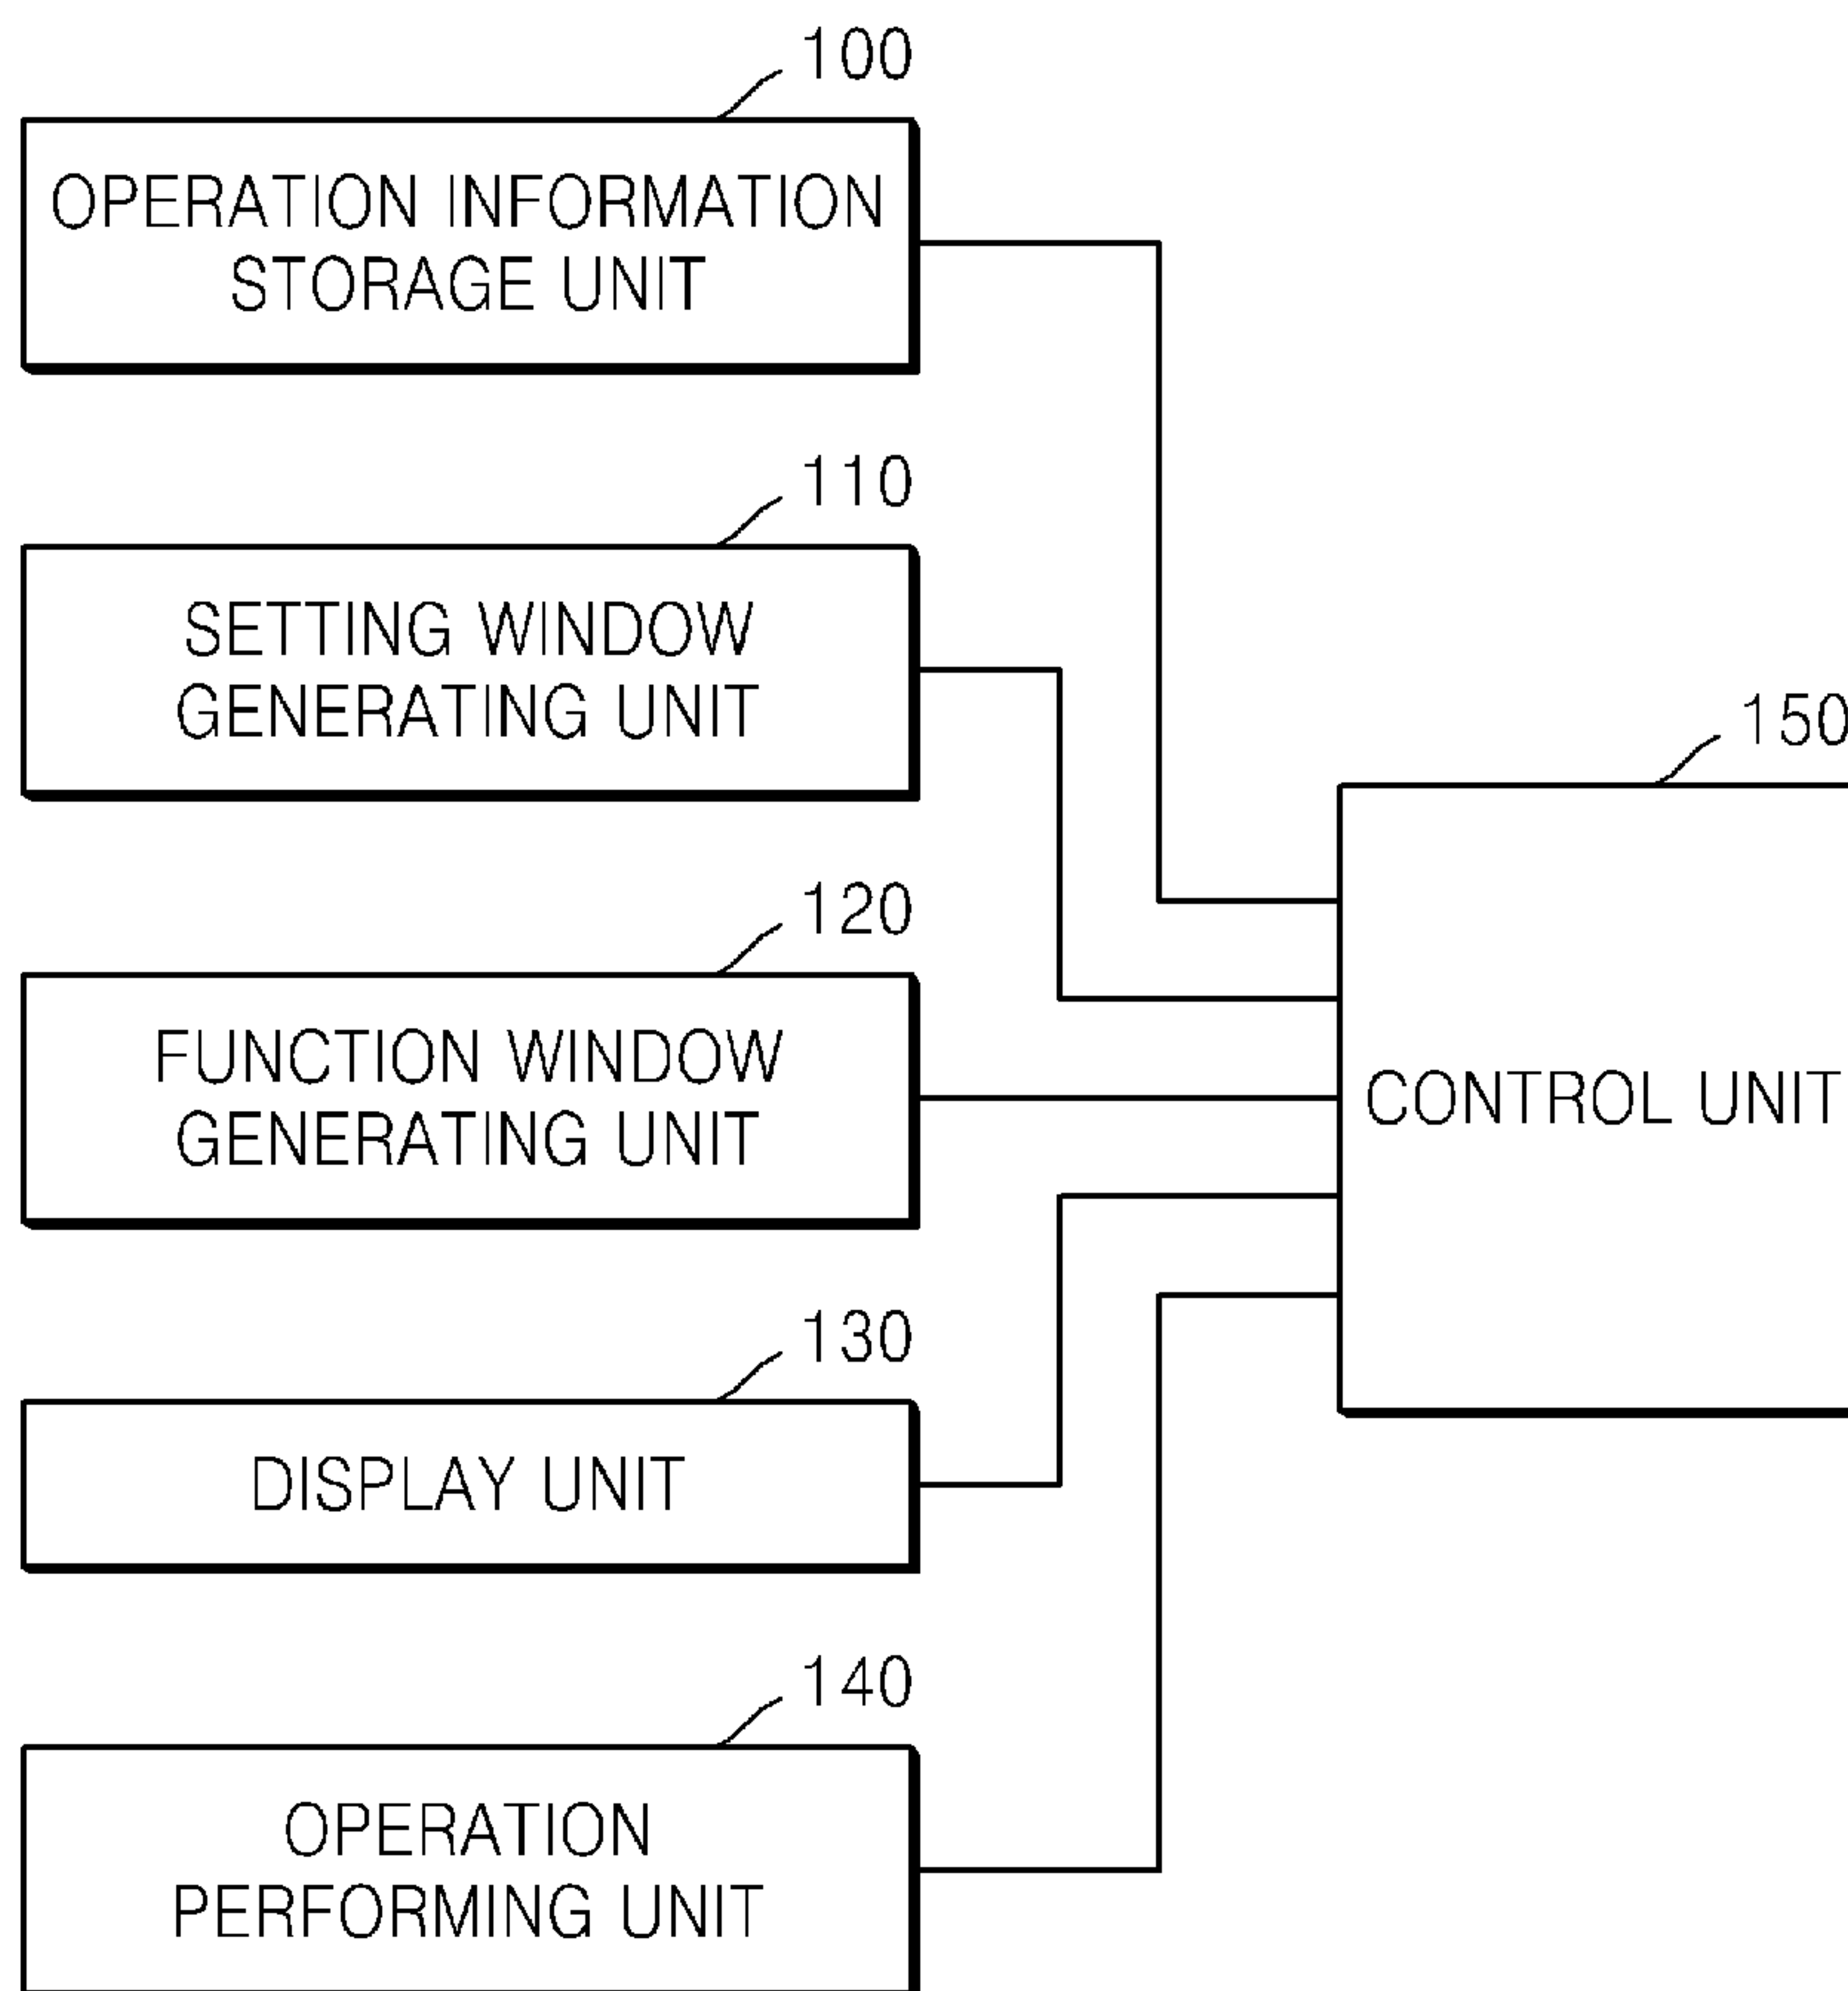 100
OPERATION INFORMATION
STORAGE UNIT
110
SETTING WINDOW
GENERATING UNIT
120
FUNCTION WINDOW
GENERATING UNIT
130
DISPLAY UNIT
140
OPERATION
PERFORMING UNIT
150
CONTROL UNIT